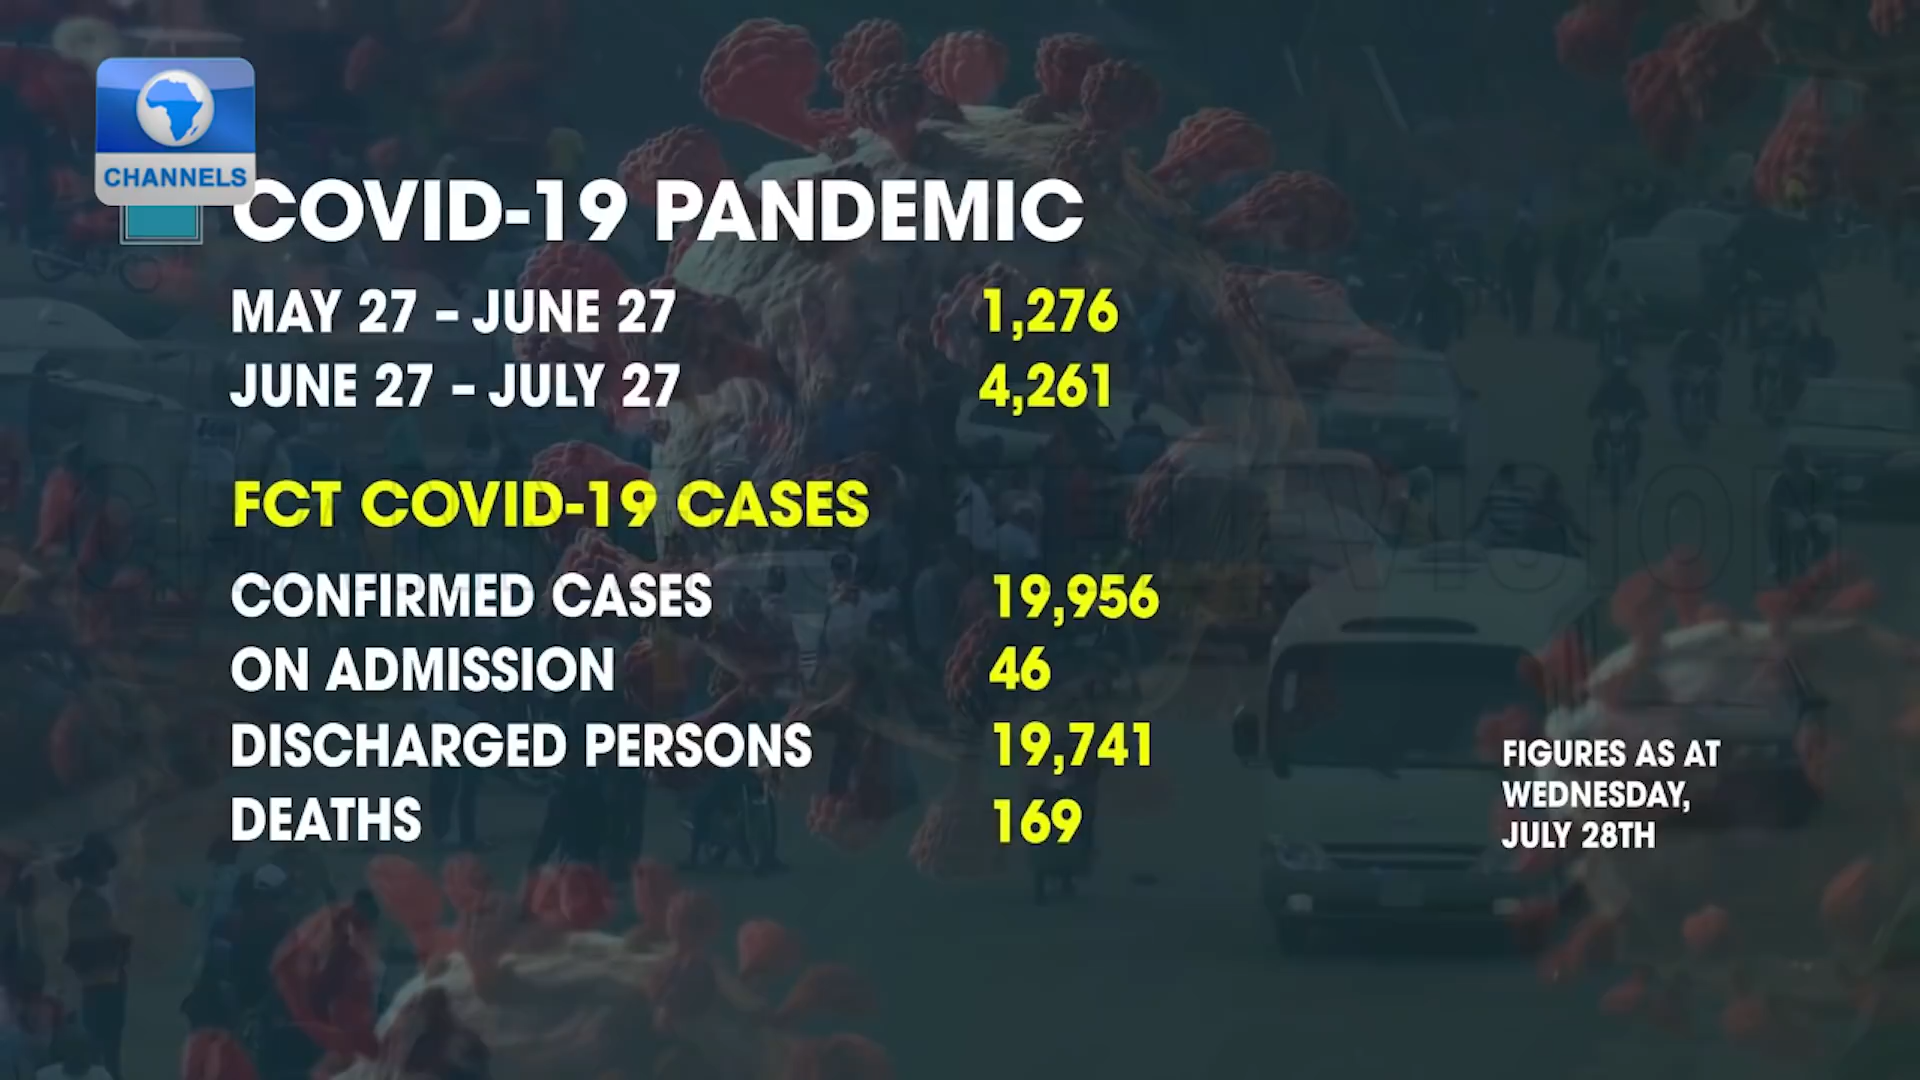 CHANNELS
COVID-19 PANDEMIC
MAY 27 - JUNE 27 1,276
JUNE 27 - JULY 27 4,261
FCT COVID-19 CASES
CONFIRMED CASES 19,956
ON ADMISSION 46
DISCHARGED PERSONS 19,741
DEATHS 169
FIGURES AS AT
WEDNESDAY,
JULY 28TH